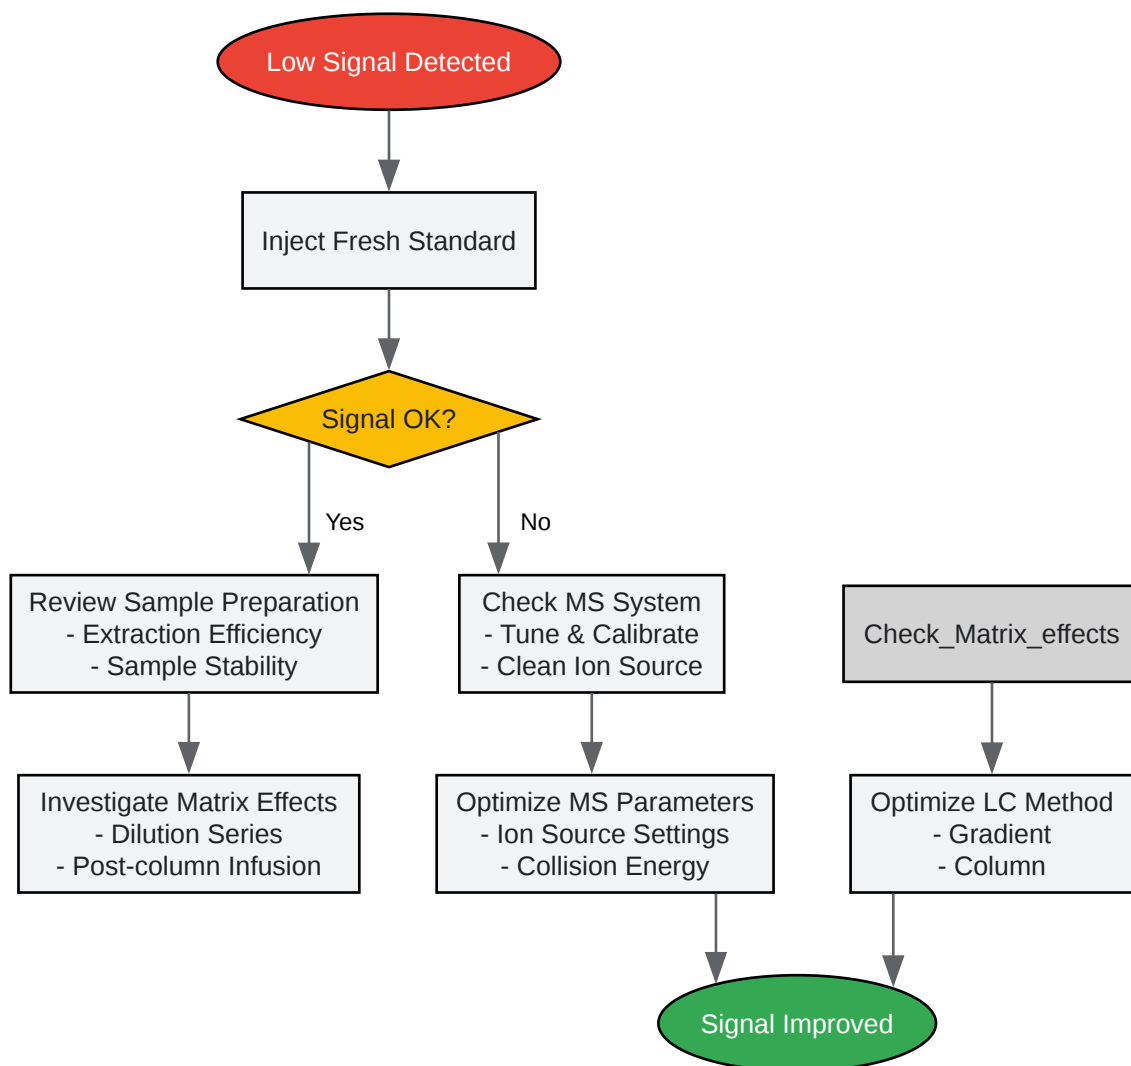 Low Signal Detected
Inject Fresh Standard
Signal OK?
Yes
No
Review Sample Preparation
- Extraction Efficiency
- Sample Stability
Check MS System
- Tune & Calibrate
- Clean Ion Source
Check_Matrix_effects
Investigate Matrix Effects
- Dilution Series
- Post-column Infusion
Optimize MS Parameters
- Ion Source Settings
- Collision Energy
Optimize LC Method
- Gradient
- Column
Signal Improved